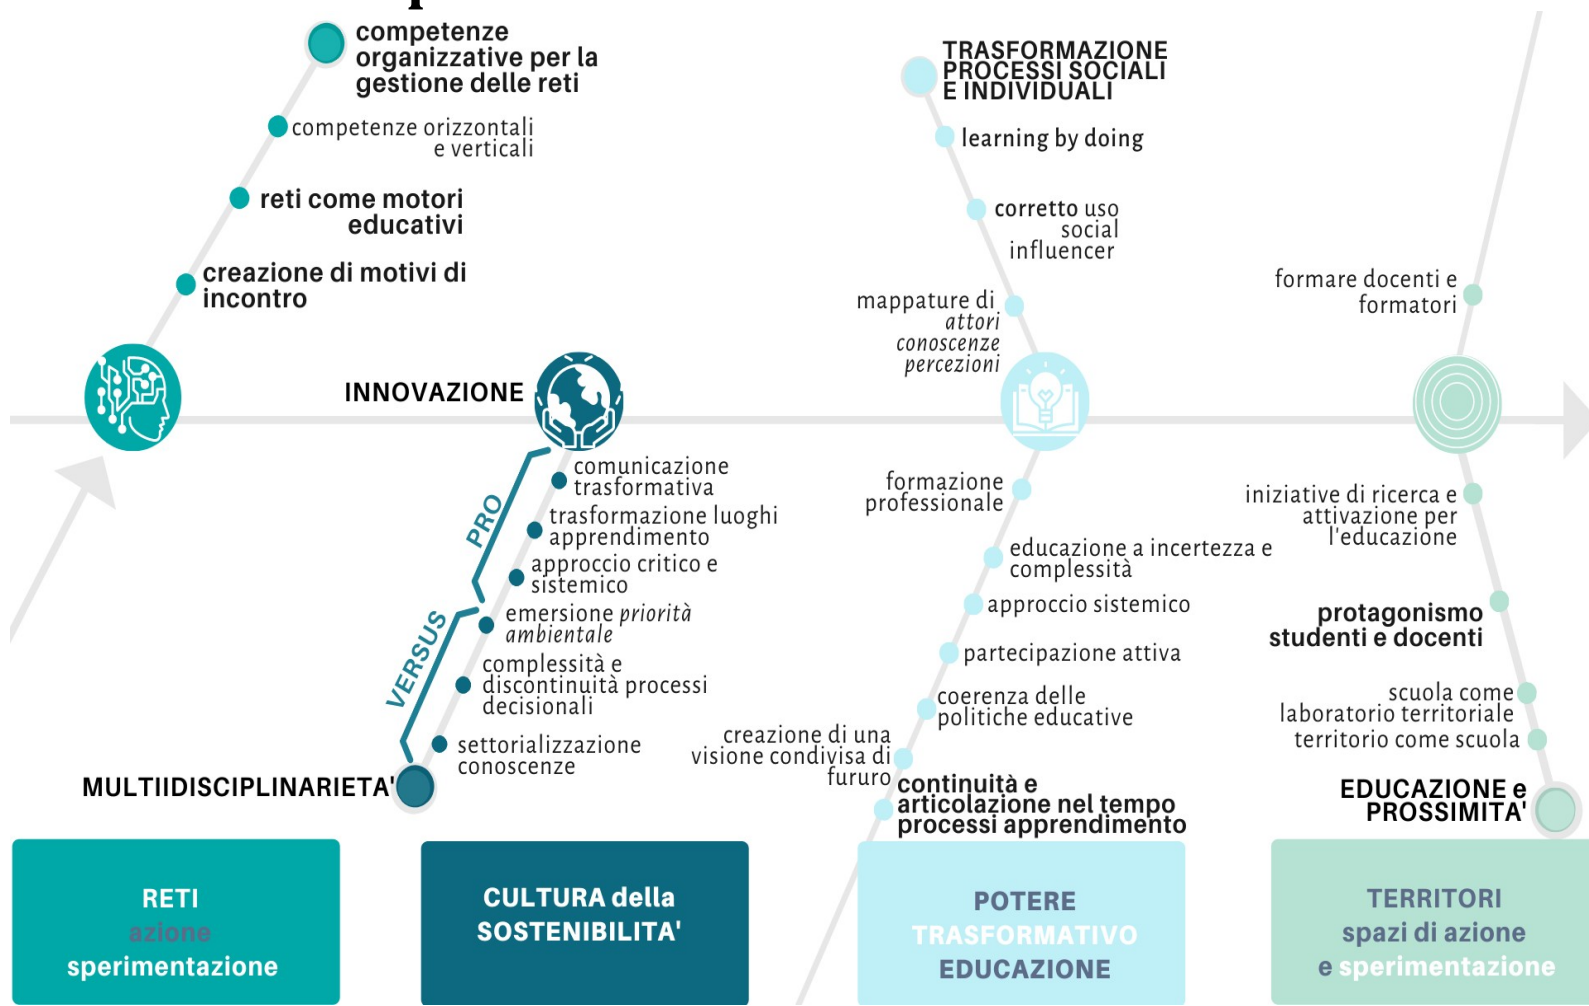 competenze
organizzative per la
gestione delle reti
competenze orizzontali
e verticali
reti come motori
educativi
creazione di motivi di
incontro
INNOVAZIONE
PRO
comunicazione
trasformativa
trasformazione luoghi
apprendimento
approccio critico e
sistemico
VERSUS
emersione priorità
ambientale
complessità e
discontinuità processi
decisionali
settorializzazione
conoscenze
MULTIIDISCIPLINARIETA'
TRASFORMAZIONE
PROCESSI SOCIALI
E INDIVIDUALI
learning by doing
corretto uso
social
influencer
mappature di
attori
conoscenze
percezioni
formazione
professionale
educazione a incertezza e
complessità
approccio sistemico
partecipazione attiva
coerenza delle
politiche educative
creazione di una
visione condivisa di
fururo
continuità e
articolazione nel tempo
processi apprendimento
formare docenti e
formatori
iniziative di ricerca e
attivazione per
l'educazione
protagonismo
studenti e docenti
scuola come
laboratorio territoriale
territorio come scuola
EDUCAZIONE e
PROSSIMITA'
RETI
azione
sperimentazione
CULTURA della
SOSTENIBILITA'
POTERE
TRASFORMATIVO
EDUCAZIONE
TERRITORI
spazi di azione
e sperimentazione